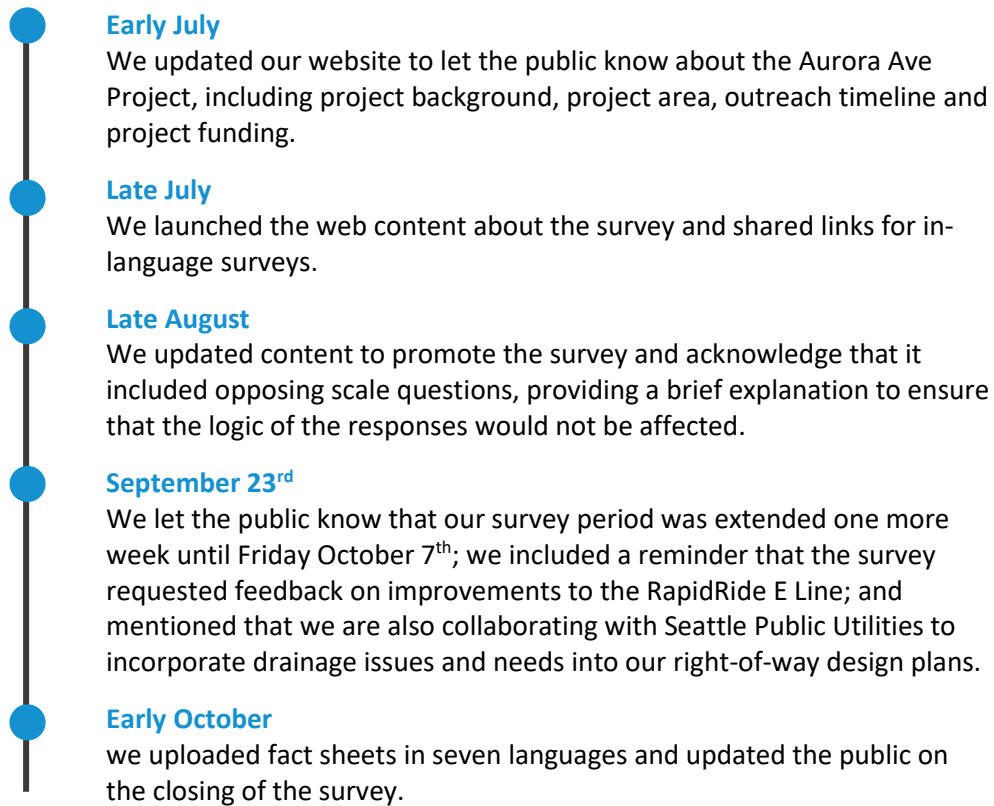 Early July
We updated our website to let the public know about the Aurora Ave
Project, including project background, project area, outreach timeline and
project funding.
Late July
We launched the web content about the survey and shared links for in-
language surveys.
Late August
We updated content to promote the survey and acknowledge that it
included opposing scale questions, providing a brief explanation to ensure
that the logic of the responses would not be affected.
September 23rd
We let the public know that our survey period was extended one more
week until Friday October 7th; we included a reminder that the survey
requested feedback on improvements to the RapidRide E Line; and
mentioned that we are also collaborating with Seattle Public Utilities to
incorporate drainage issues and needs into our right-of-way design plans.
Early October
we uploaded fact sheets in seven languages and updated the public on
the closing of the survey.